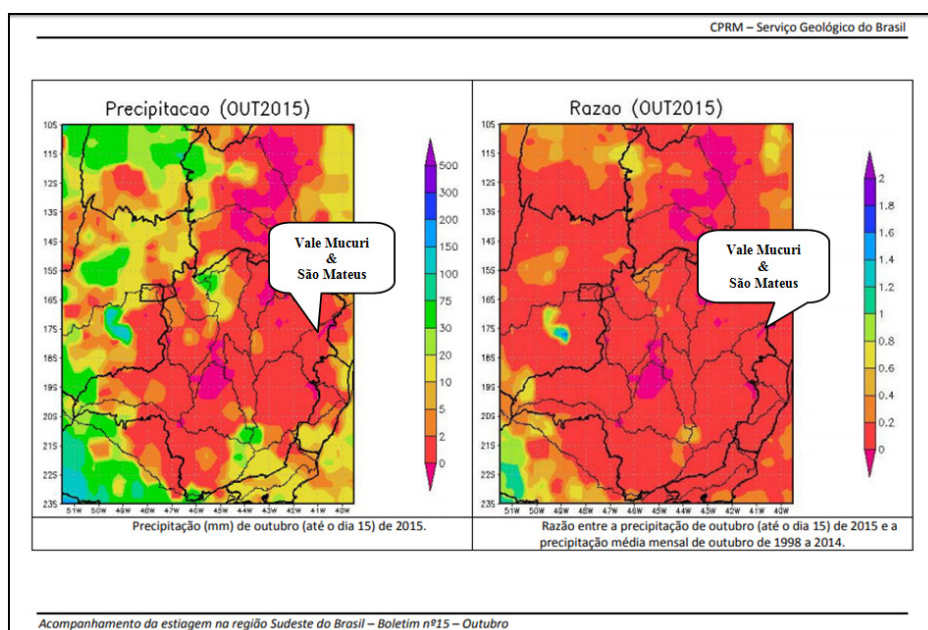 CPRM – Serviço Geológico do Brasil
Precipitacao (OUT2015)
10S
11S
12S
13S
14S
15S
16S
17S
18S
19S
20S
21S
22S
23S
51W 50W 49W 48W 47W 46W 45W 44W 43W 42W 41W 40W
500
300
200
150
100
75
30
20
10
5
2
0
Vale Mucuri
&
São Mateus
Precipitação (mm) de outubro (até o dia 15) de 2015.
Razao (OUT2015)
10S
11S
12S
13S
14S
15S
16S
17S
18S
19S
20S
21S
22S
23S
51W 50W 49W 48W 47W 46W 45W 44W 43W 42W 41W 40W
2
1.8
1.6
1.4
1.2
1
0.8
0.6
0.4
0.2
0
Vale Mucuri
&
São Mateus
Razão entre a precipitação de outubro (até o dia 15) de 2015 e a
precipitação média mensal de outubro de 1998 a 2014.
Acompanhamento da estiagem na região Sudeste do Brasil – Boletim nº15 – Outubro